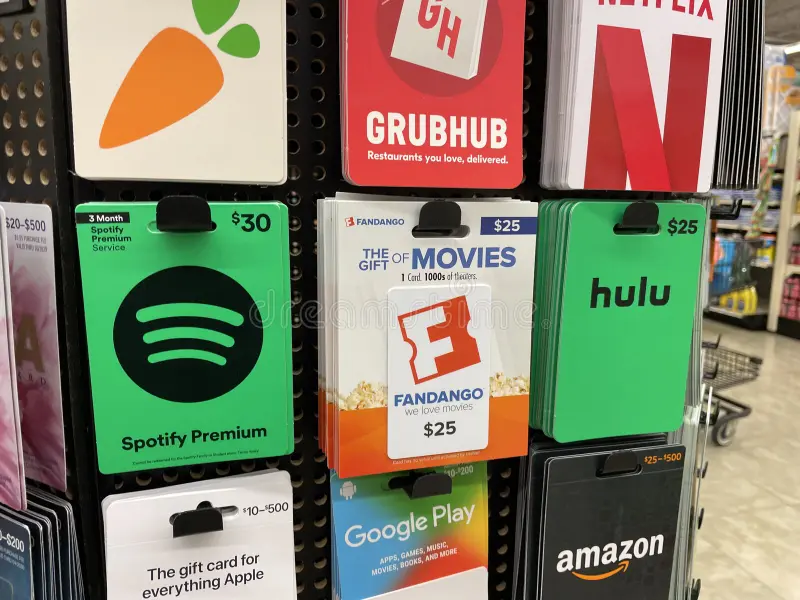 GH
GRUBHUB
Restaurants you love, delivered.
NETFLIX
N
$20-$500
3 Month
Spotify
Premium
Service
$30
Spotify Premium
FANDANGO
$25
THE GIFT OF MOVIES
1 Card. 1000s of theaters.
F
FANDANGO
we love movies
$25
$25
hulu
$10-$500
The gift card for
everything Apple
Google Play
APPS, GAMES, MUSIC,
MOVIES, BOOKS, AND MORE
$25-$500
amazon
dreamstime